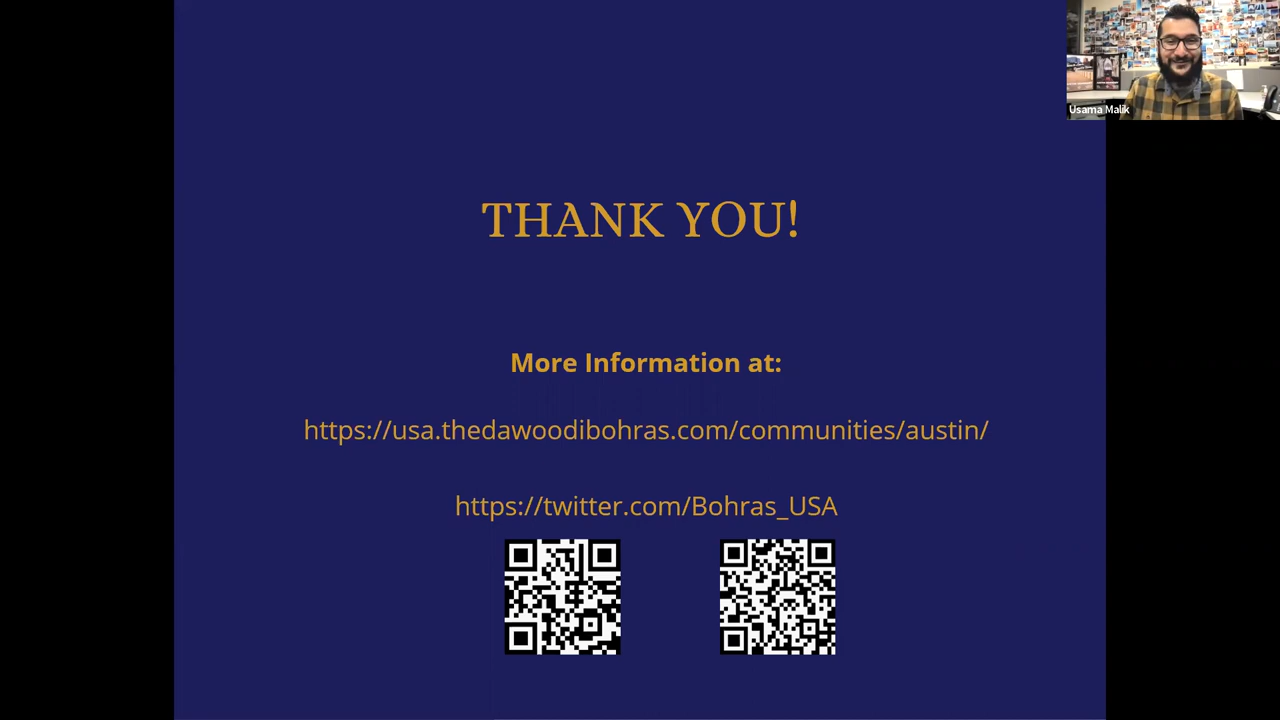 Usama Malik
THANK YOU!
More Information at:
https://usa.thedawoodibohras.com/communities/austin/
https://twitter.com/Bohras_USA